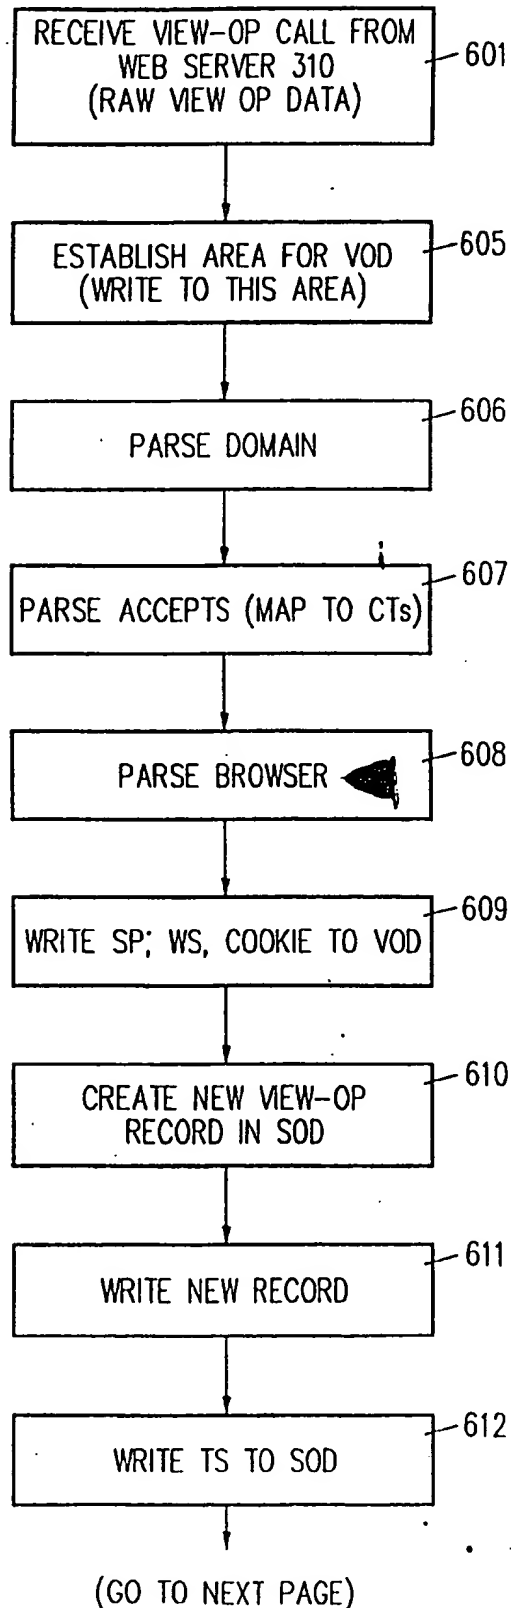 RECEIVE VIEW-OP CALL FROM
WEB SERVER 310
(RAW VIEW OP DATA)
601
ESTABLISH AREA FOR VOD
(WRITE TO THIS AREA)
605
PARSE DOMAIN
606
PARSE ACCEPTS (MAP TO CTs)
607
PARSE BROWSER
608
WRITE SP; WS, COOKIE TO VOD
609
CREATE NEW VIEW-OP
RECORD IN SOD
610
WRITE NEW RECORD
611
WRITE TS TO SOD
612
(GO TO NEXT PAGE)